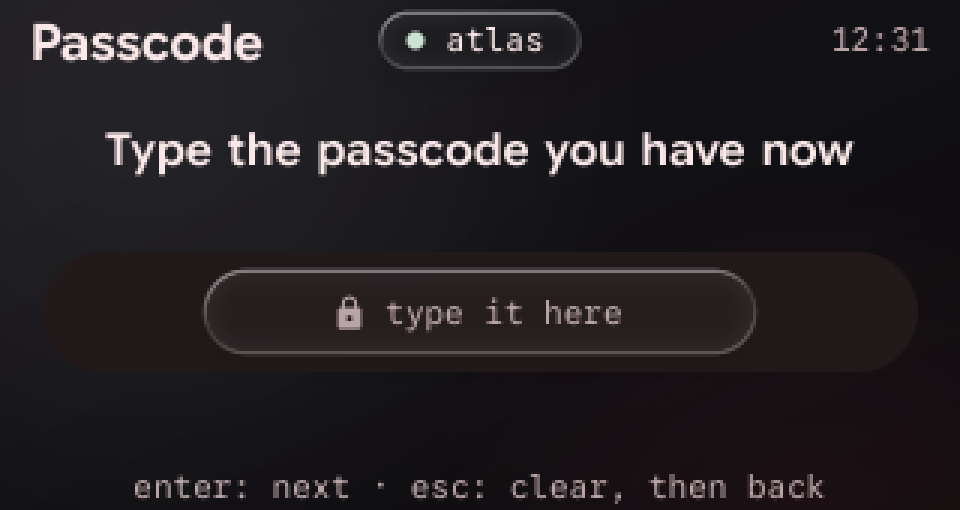 Passcode
atlas
12:31
Type the passcode you have now
type it here
enter: next · esc: clear, then back